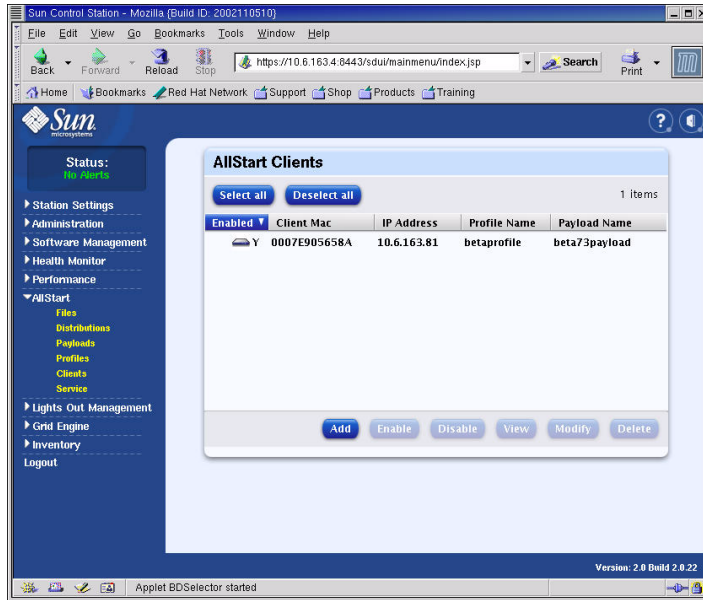 Sun Control Station - Mozilla {Build ID: 2002110510}
File Edit View Go Bookmarks Tools Window Help
Back Forward Reload Stop https://10.6.163.4:8443/sdui/mainmenu/index.jsp Search Print
Home Bookmarks Red Hat Network Support Shop Products Training
Sun
microsystems
?
Status:
No Alerts
Station Settings
Administration
Software Management
Health Monitor
Performance
AllStart
Files
Distributions
Payloads
Profiles
Clients
Service
Lights Out Management
Grid Engine
Inventory
Logout
AllStart Clients
Select all Deselect all 1 items
Enabled Client Mac IP Address Profile Name Payload Name
Y 0007E905658A 10.6.163.81 betaprofile beta73payload
Add Enable Disable View Modify Delete
Version: 2.0 Build 2.0.22
Applet BDSelector started